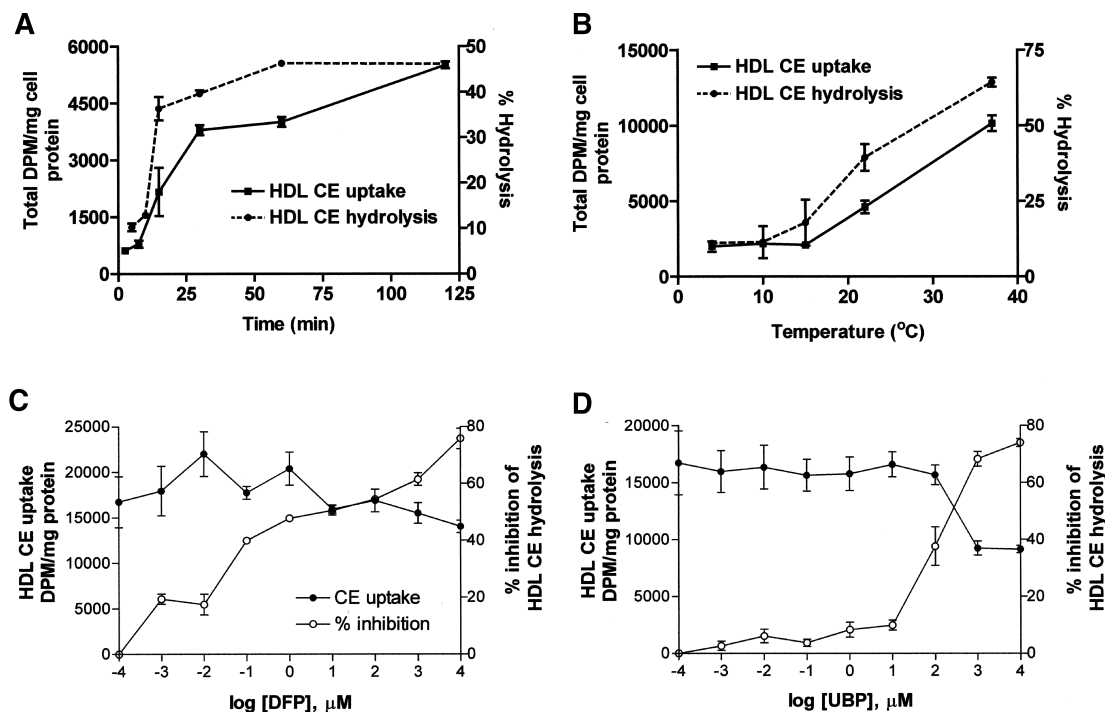 A
6000
4500
3000
1500
0
50
40
30
20
10
0
Total DPM/mg cell
protein
% Hydrolysis
HDL CE uptake
HDL CE hydrolysis
0 25 50 75 100 125
Time (min)
B
15000
10000
5000
0
75
50
25
0
Total DPM/mg cell
protein
% Hydrolysis
HDL CE uptake
HDL CE hydrolysis
0 10 20 30 40
Temperature (°C)
C
25000
20000
15000
10000
5000
0
80
60
40
20
0
HDL CE uptake
DPM/mg protein
% inhibition of
HDL CE hydrolysis
CE uptake
% inhibition
-4 -3 -2 -1 0 1 2 3 4
log [DFP], μM
D
20000
15000
10000
5000
0
80
60
40
20
0
HDL CE uptake
DPM/mg protein
% inhibition of
HDL CE hydrolysis
-4 -3 -2 -1 0 1 2 3 4
log [UBP], μM